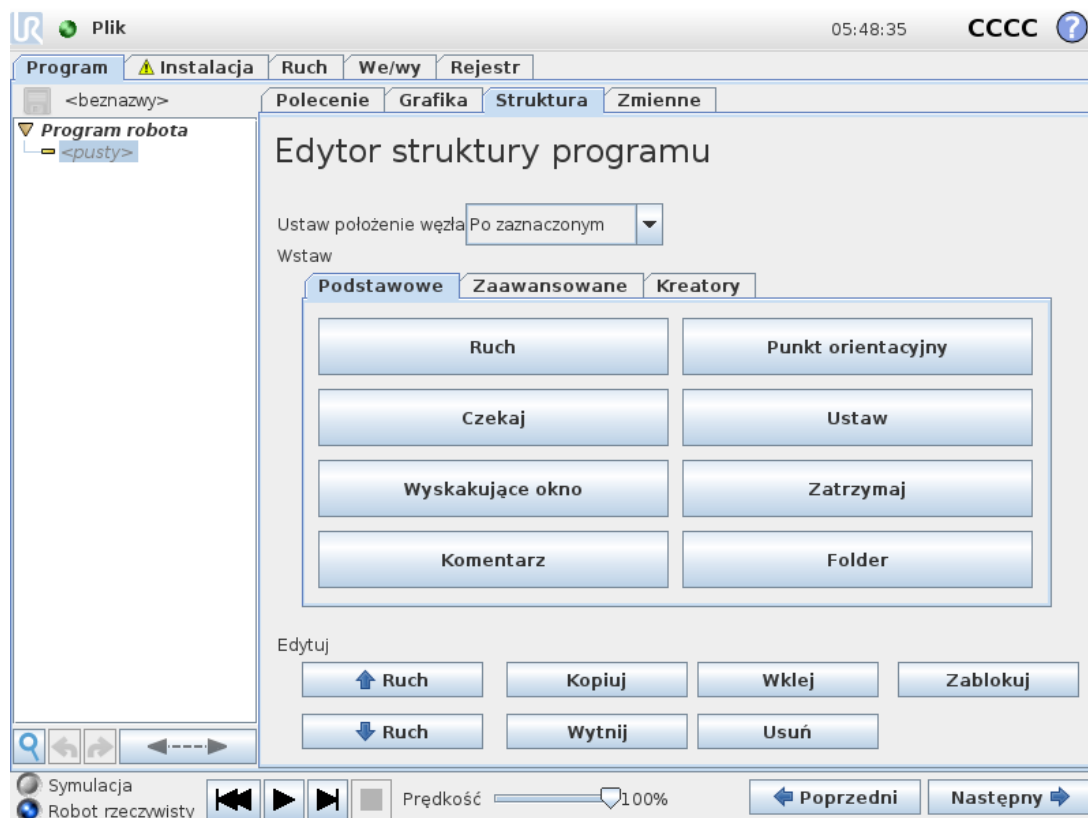 UR Plik 05:48:35 CCCC ?
Program Instalacja Ruch We/wy Rejestr
<beznazwy> Polecenie Grafika Struktura Zmienne
Program robota
<pusty>
Edytor struktury programu
Ustaw położenie węzła Po zaznaczonym
Wstaw
Podstawowe Zaawansowane Kreatory
Ruch Punkt orientacyjny
Czekaj Ustaw
Wyskakujące okno Zatrzymaj
Komentarz Folder
Edytuj
Ruch Kopiuj Wklej Zablokuj
Ruch Wytnij Usuń
Symulacja
Robot rzeczywisty
Prędkość 100% Poprzedni Następny